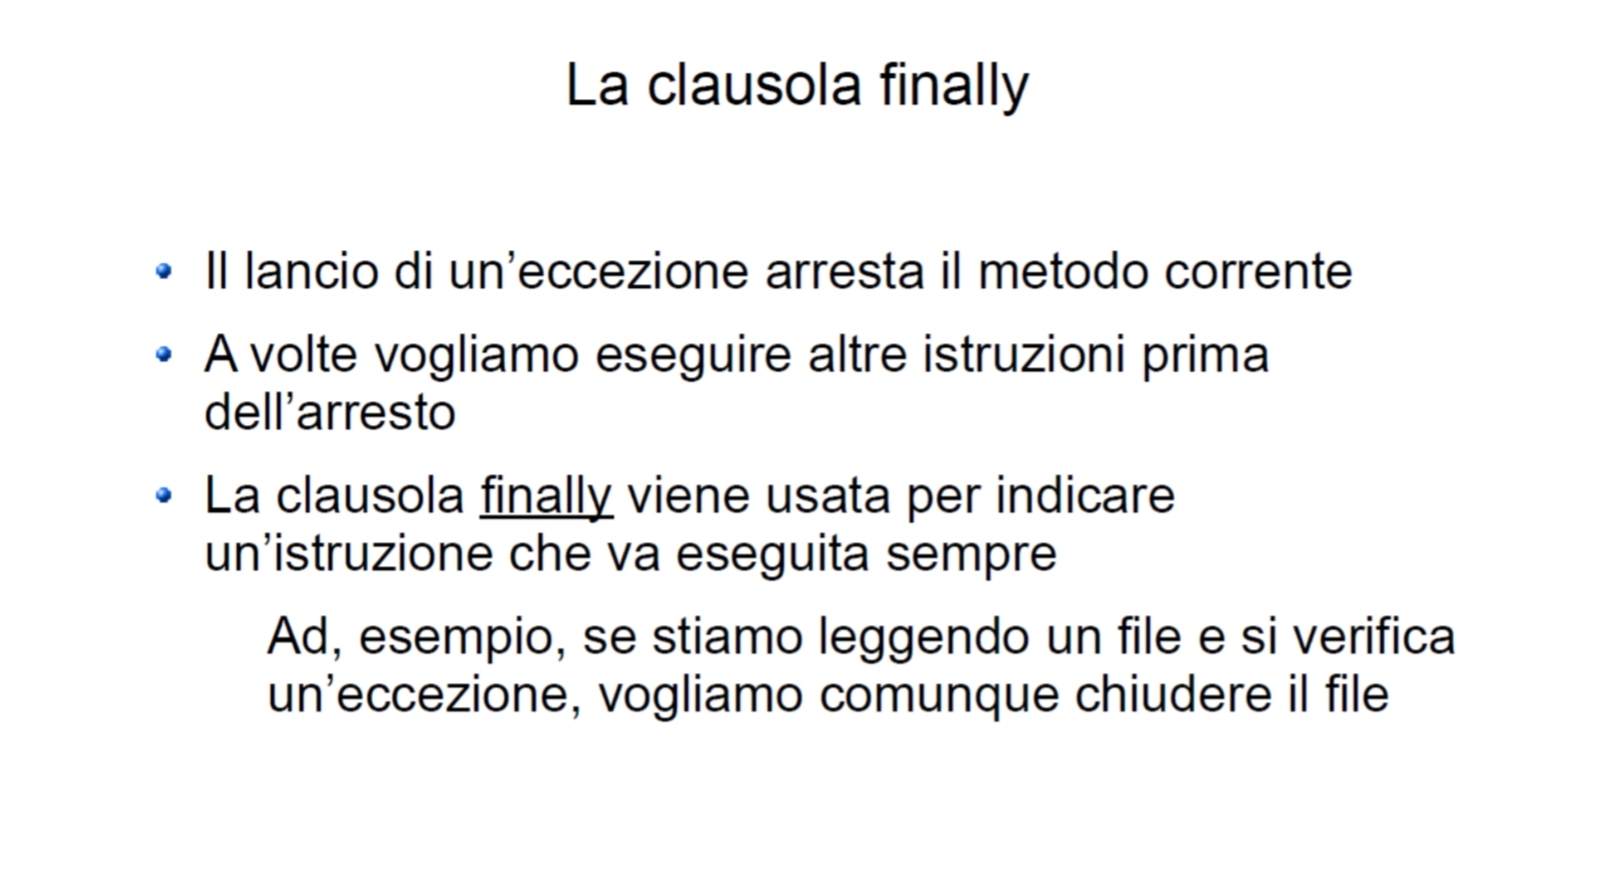 La clausola finally
Il lancio di un’eccezione arresta il metodo corrente
A volte vogliamo eseguire altre istruzioni prima
dell’arresto
La clausola finally viene usata per indicare
un’istruzione che va eseguita sempre
Ad, esempio, se stiamo leggendo un file e si verifica
un’eccezione, vogliamo comunque chiudere il file